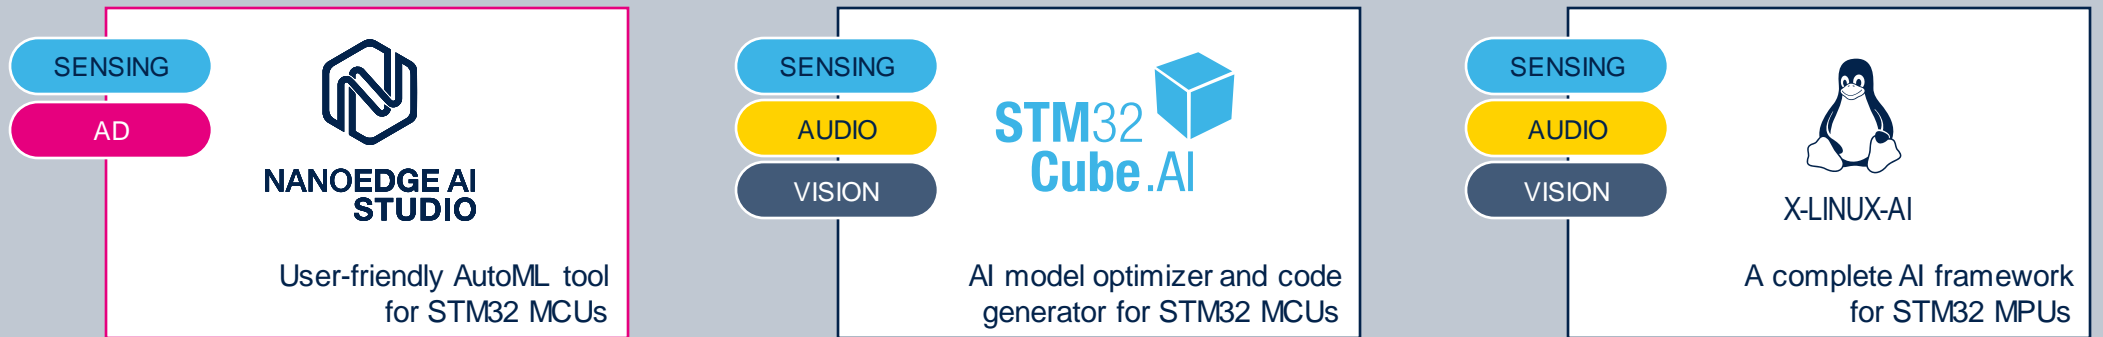 SENSING
AD
NANOEDGE AI
STUDIO
User-friendly AutoML tool
for STM32 MCUs
SENSING
AUDIO
VISION
STM32
Cube.AI
AI model optimizer and code
generator for STM32 MCUs
SENSING
AUDIO
VISION
X-LINUX-AI
A complete AI framework
for STM32 MPUs